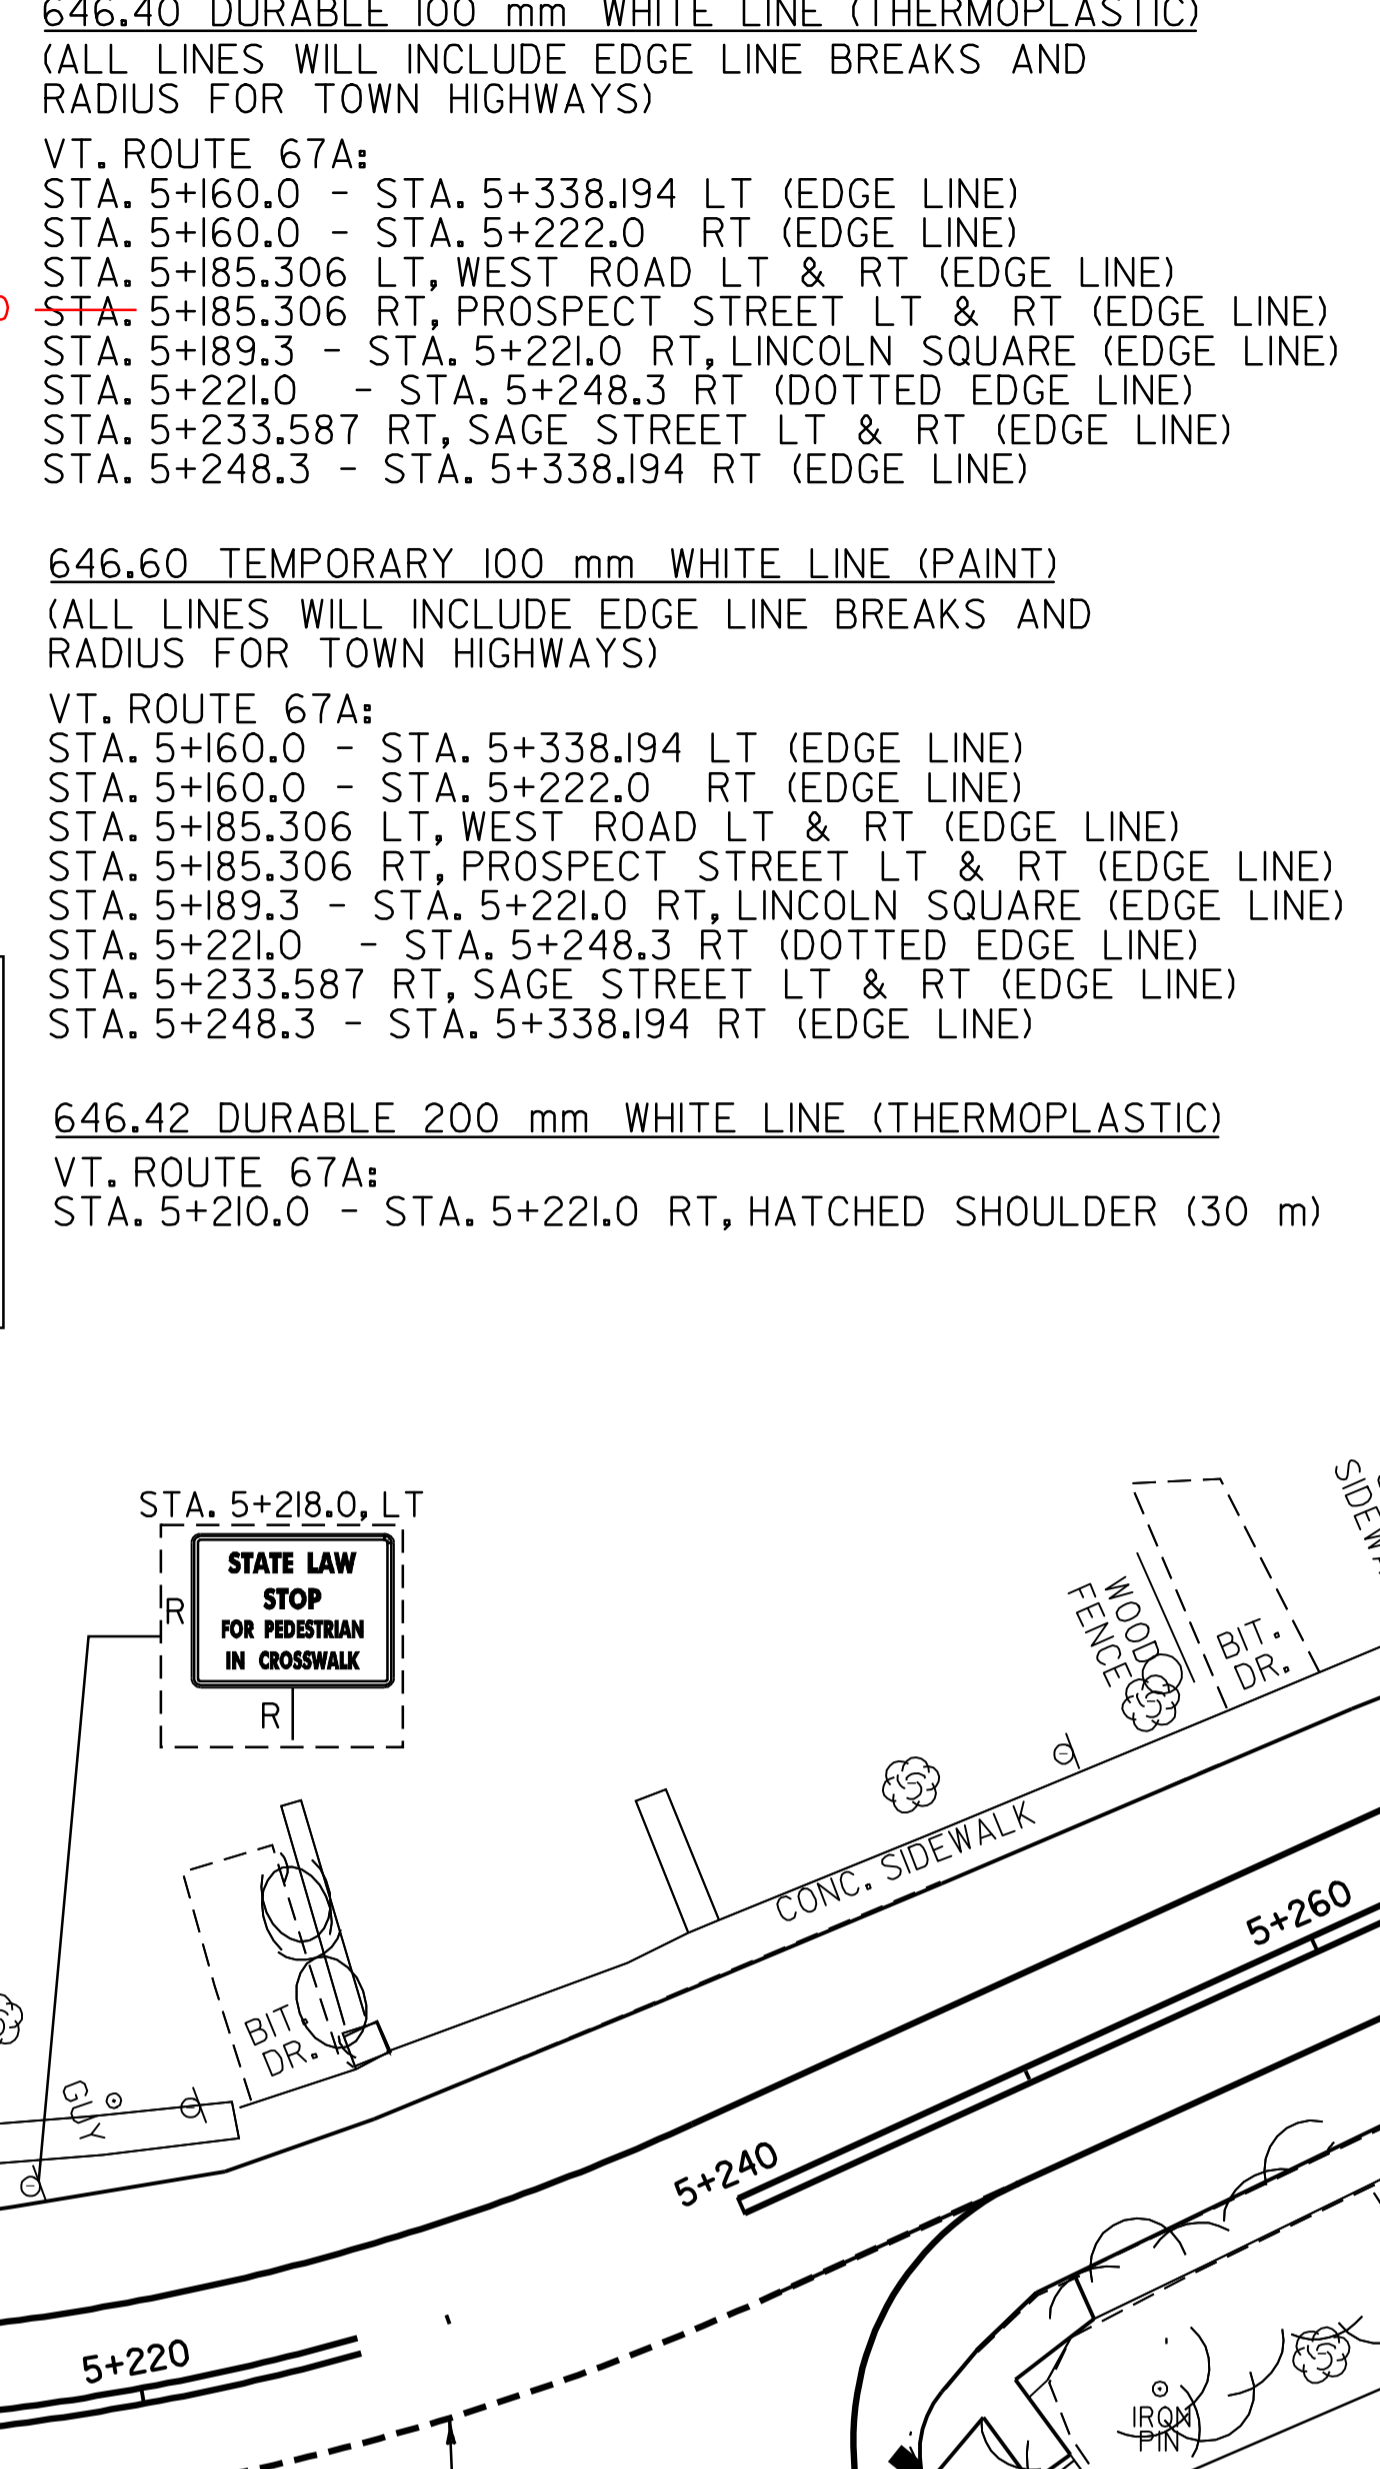 646.40 DURABLE 100 mm WHITE LINE (THERMOPLASTIC)
(ALL LINES WILL INCLUDE EDGE LINE BREAKS AND
RADIUS FOR TOWN HIGHWAYS)
VT. ROUTE 67A:
STA. 5+160.0 - STA. 5+338.194 LT (EDGE LINE)
STA. 5+160.0 - STA. 5+222.0 RT (EDGE LINE)
STA. 5+185.306 LT, WEST ROAD LT & RT (EDGE LINE)
STA. 5+185.306 RT, PROSPECT STREET LT & RT (EDGE LINE)
STA. 5+189.3 - STA. 5+221.0 RT, LINCOLN SQUARE (EDGE LINE)
STA. 5+221.0 - STA. 5+248.3 RT (DOTTED EDGE LINE)
STA. 5+233.587 RT, SAGE STREET LT & RT (EDGE LINE)
STA. 5+248.3 - STA. 5+338.194 RT (EDGE LINE)
646.60 TEMPORARY 100 mm WHITE LINE (PAINT)
(ALL LINES WILL INCLUDE EDGE LINE BREAKS AND
RADIUS FOR TOWN HIGHWAYS)
VT. ROUTE 67A:
STA. 5+160.0 - STA. 5+338.194 LT (EDGE LINE)
STA. 5+160.0 - STA. 5+222.0 RT (EDGE LINE)
STA. 5+185.306 LT, WEST ROAD LT & RT (EDGE LINE)
STA. 5+185.306 RT, PROSPECT STREET LT & RT (EDGE LINE)
STA. 5+189.3 - STA. 5+221.0 RT, LINCOLN SQUARE (EDGE LINE)
STA. 5+221.0 - STA. 5+248.3 RT (DOTTED EDGE LINE)
STA. 5+233.587 RT, SAGE STREET LT & RT (EDGE LINE)
STA. 5+248.3 - STA. 5+338.194 RT (EDGE LINE)
646.42 DURABLE 200 mm WHITE LINE (THERMOPLASTIC)
VT. ROUTE 67A:
STA. 5+210.0 - STA. 5+221.0 RT, HATCHED SHOULDER (30 m)
STA. 5+218.0, LT
STATE LAW
STOP
FOR PEDESTRIAN
IN CROSSWALK
R
R
WOOD
FENCE
BIT.
DR.
CONC. SIDEWALK
5+260
BIT.
DR.
GUY
5+240
5+220
IRON
PIN